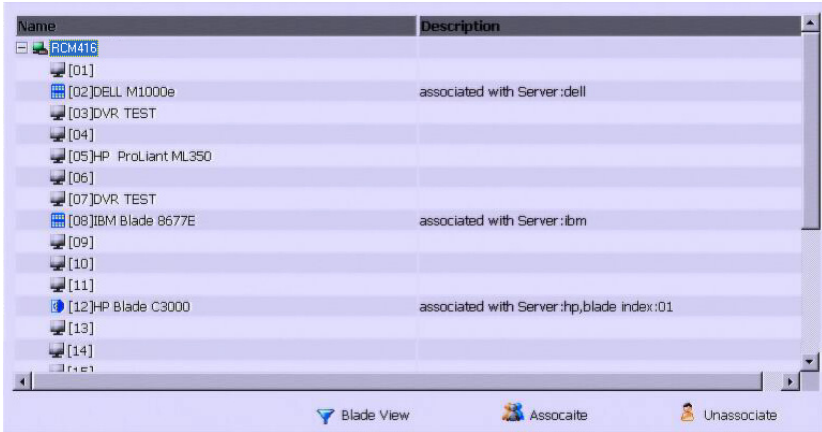 Name Description
RCM416
[01]
[02]DELL M1000e associated with Server:dell
[03]DVR TEST
[04]
[05]HP ProLiant ML350
[06]
[07]DVR TEST
[08]IBM Blade 8677E associated with Server:ibm
[09]
[10]
[11]
[12]HP Blade C3000 associated with Server:hp,blade index:01
[13]
[14]
Blade View Assocaite Unassociate